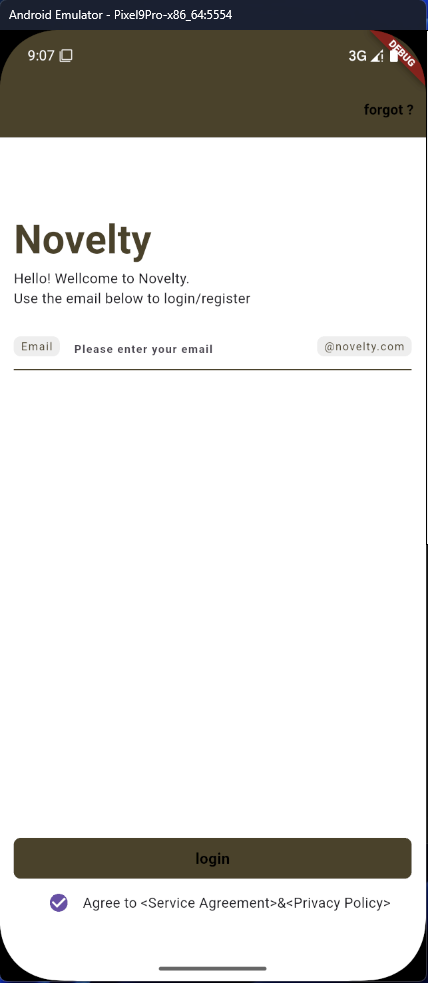 Android Emulator - Pixel9Pro-x86_64:5554
9:07
3G
DEBUG
forgot ?
Novelty
Hello! Wellcome to Novelty.
Use the email below to login/register
Email Please enter your email @novelty.com
login
Agree to <Service Agreement>&<Privacy Policy>